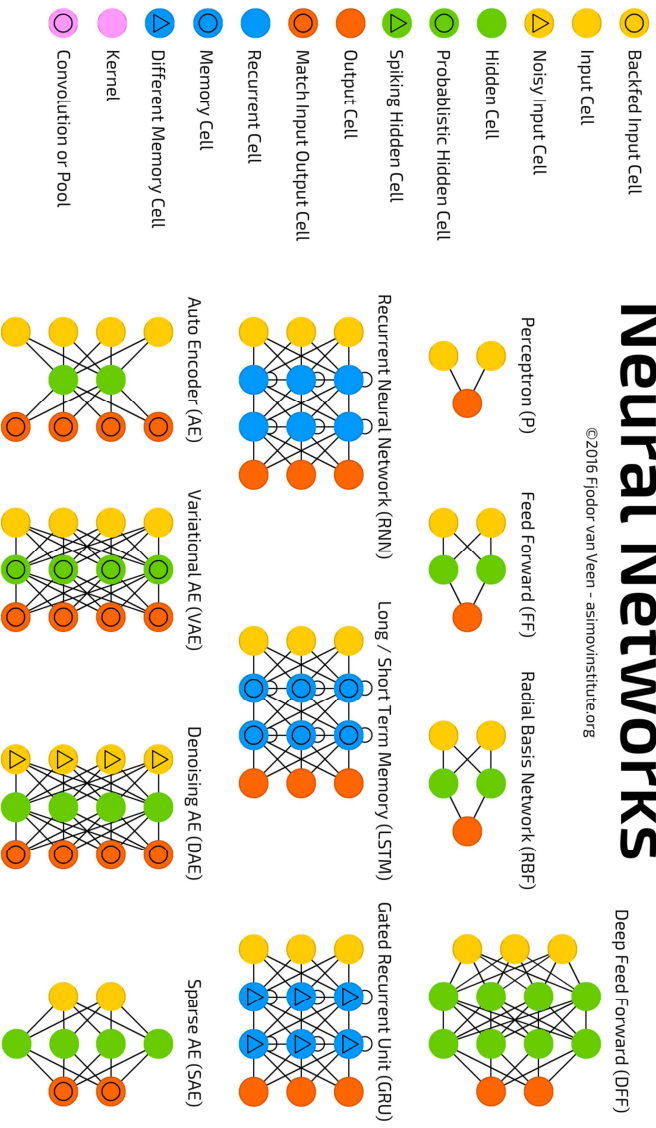 Neural Networks
©2016 Fjodor van Veen - asimovinstitute.org
Backfed Input Cell
Input Cell
Noisy Input Cell
Hidden Cell
Probablistic Hidden Cell
Spiking Hidden Cell
Output Cell
Match Input Output Cell
Recurrent Cell
Memory Cell
Different Memory Cell
Kernel
Convolution or Pool
Deep Feed Forward (DFF)
Perceptron (P)
Feed Forward (FF)
Radial Basis Network (RBF)
Recurrent Neural Network (RNN)
Long / Short Term Memory (LSTM)
Gated Recurrent Unit (GRU)
Auto Encoder (AE)
Variational AE (VAE)
Denoising AE (DAE)
Sparse AE (SAE)